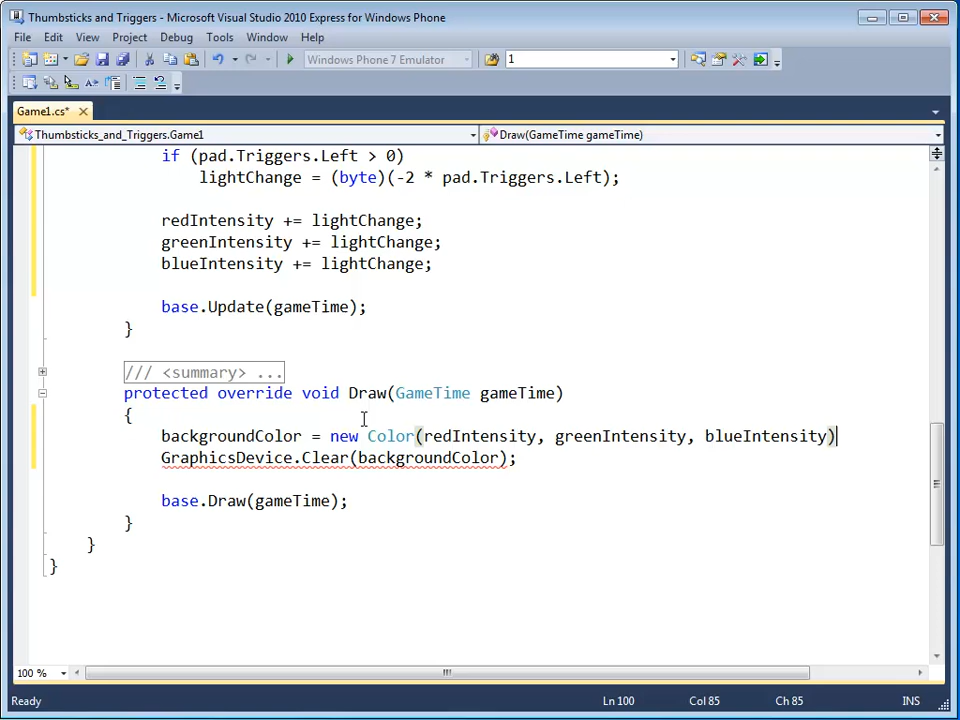 Thumbsticks and Triggers - Microsoft Visual Studio 2010 Express for Windows Phone
File Edit View Project Debug Tools Window Help
Windows Phone 7 Emulator 1
Game1.cs*
Thumbsticks_and_Triggers.Game1 Draw(GameTime gameTime)
if (pad.Triggers.Left > 0)
lightChange = (byte)(-2 * pad.Triggers.Left);
redIntensity += lightChange;
greenIntensity += lightChange;
blueIntensity += lightChange;
base.Update(gameTime);
}
/// <summary> ...
protected override void Draw(GameTime gameTime)
{
backgroundColor = new Color(redIntensity, greenIntensity, blueIntensity)
GraphicsDevice.Clear(backgroundColor);
base.Draw(gameTime);
}
}
}
100 %
Ready Ln 100 Col 85 Ch 85 INS